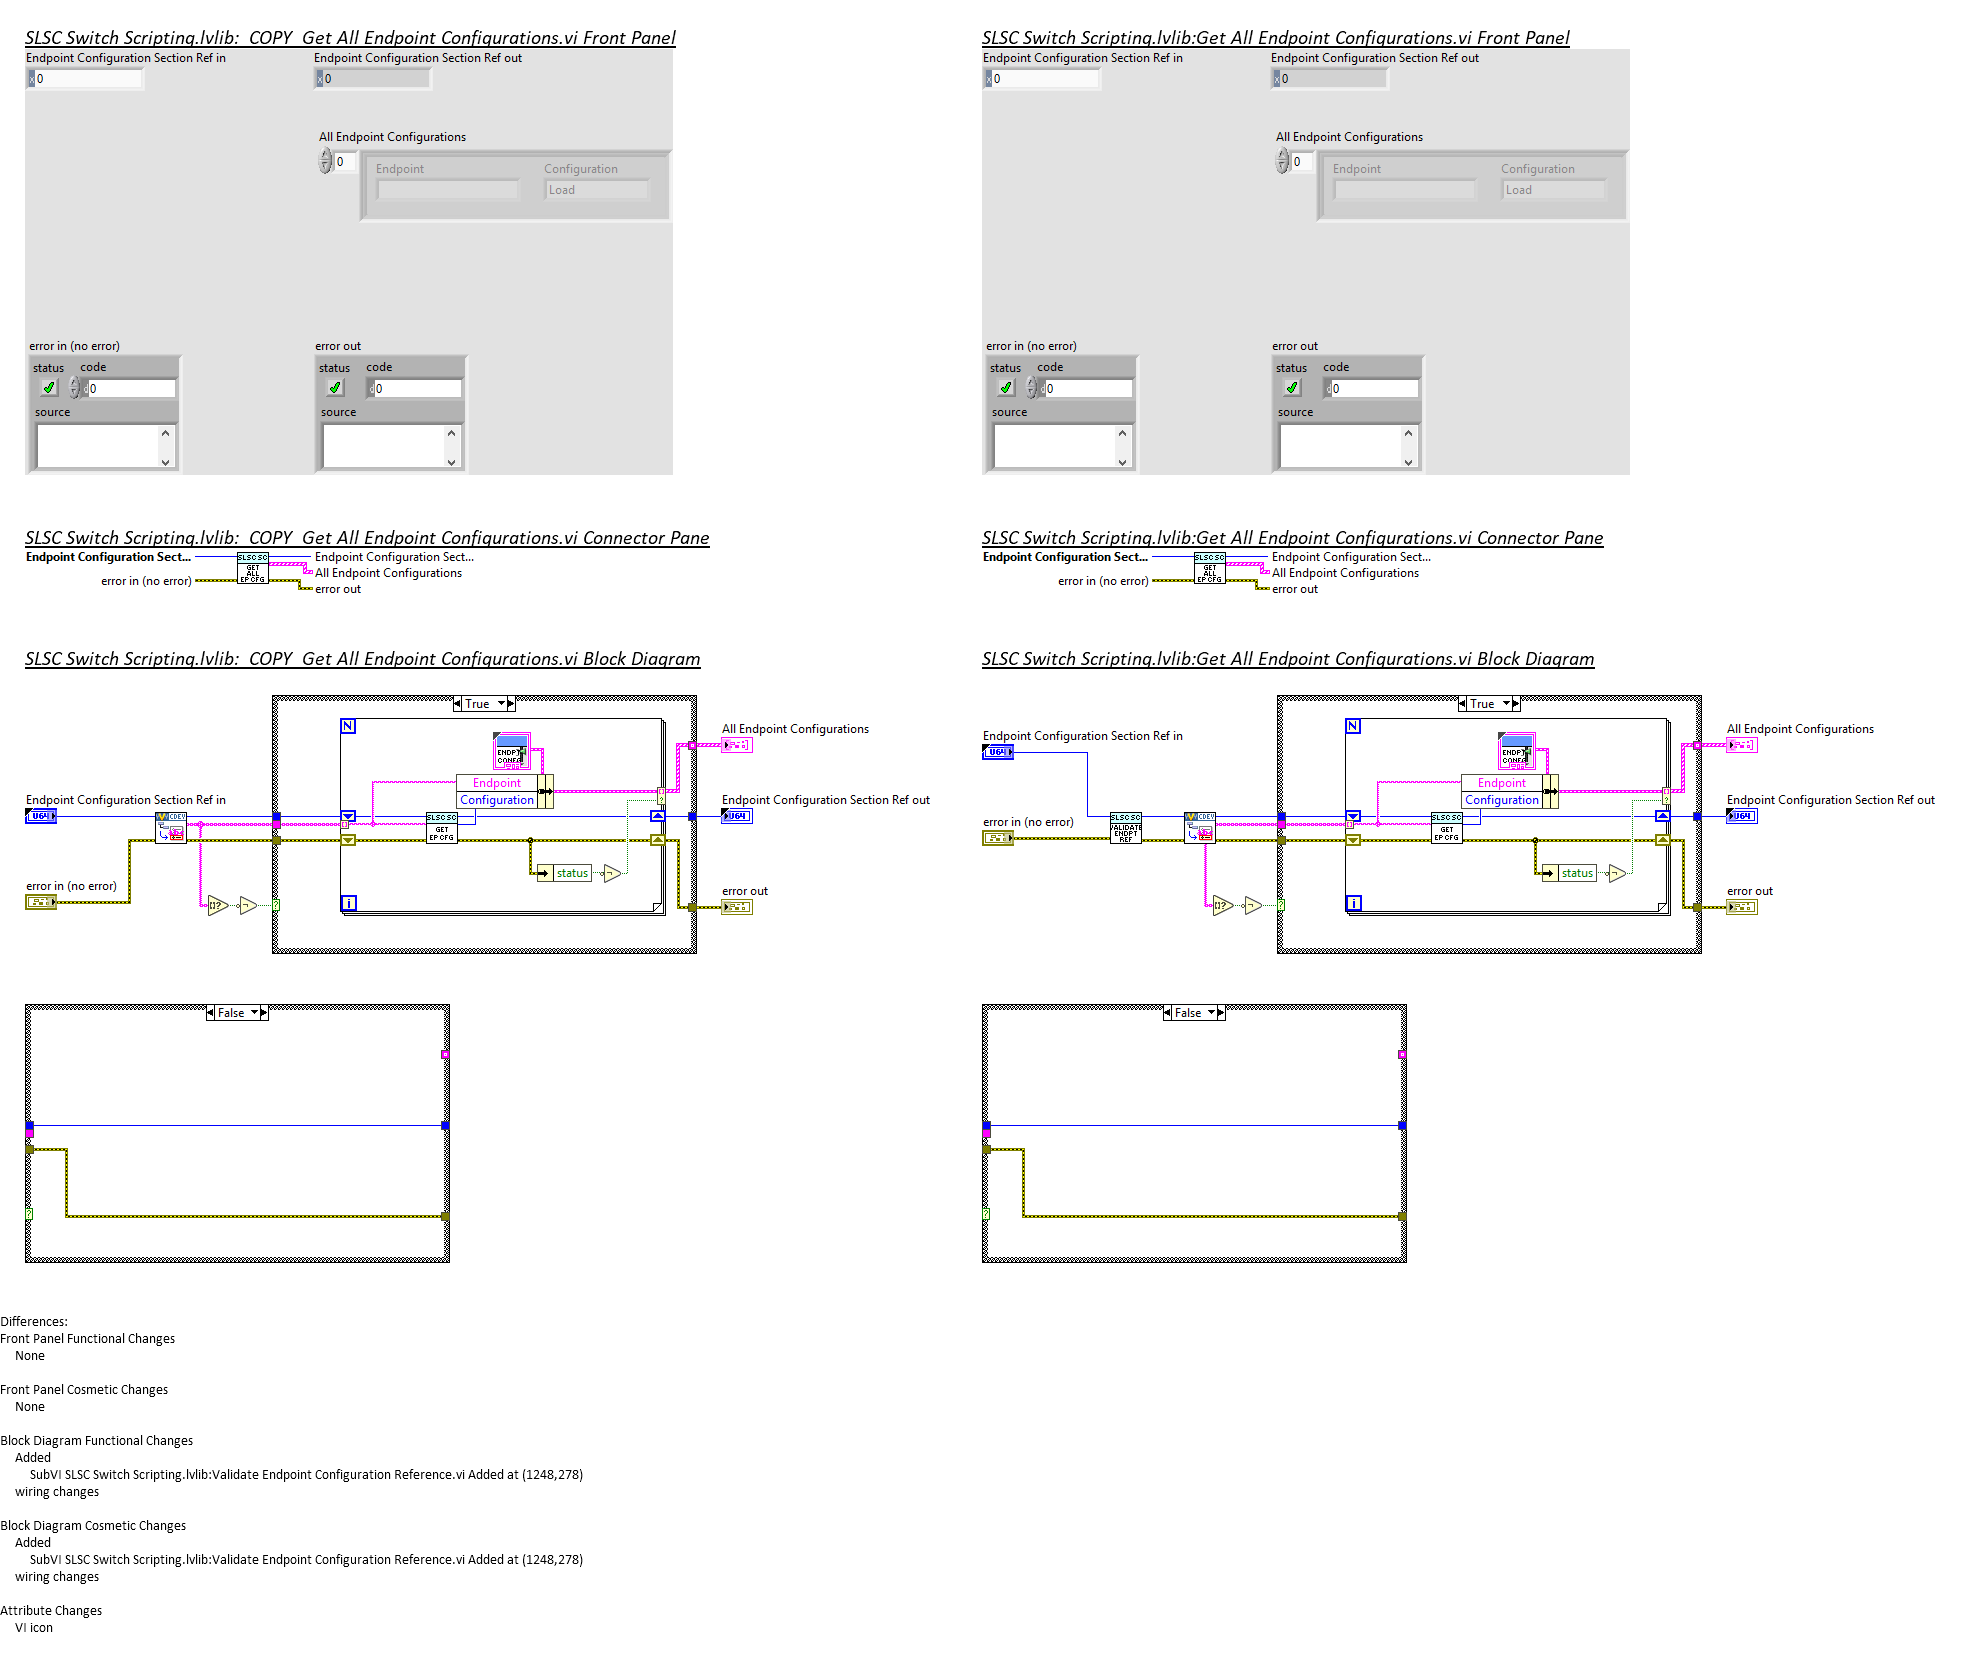 SLSC Switch Scripting.lvlib:_COPY_Get All Endpoint Configurations.vi Front Panel
Endpoint Configuration Section Ref in
Endpoint Configuration Section Ref out
x 0
x 0
All Endpoint Configurations
0
Endpoint
Configuration
Load
error in (no error)
error out
status code
status code
d 0
d 0
source
source
SLSC Switch Scripting.lvlib:Get All Endpoint Configurations.vi Front Panel
Endpoint Configuration Section Ref in
Endpoint Configuration Section Ref out
x 0
x 0
All Endpoint Configurations
0
Endpoint
Configuration
Load
error in (no error)
error out
status code
status code
d 0
d 0
source
source
SLSC Switch Scripting.lvlib:_COPY_Get All Endpoint Configurations.vi Connector Pane
Endpoint Configuration Sect...
SLSC SC
GET
ALL
EP CFG
Endpoint Configuration Sect...
All Endpoint Configurations
error in (no error)
error out
SLSC Switch Scripting.lvlib:Get All Endpoint Configurations.vi Connector Pane
Endpoint Configuration Sect...
SLSC SC
GET
ALL
EP CFG
Endpoint Configuration Sect...
All Endpoint Configurations
error in (no error)
error out
SLSC Switch Scripting.lvlib:_COPY_Get All Endpoint Configurations.vi Block Diagram
True
N
ENDPT
CONFG
All Endpoint Configurations
Endpoint
Configuration
Endpoint Configuration Section Ref in
U64
CDEV
SLSC SC
GET
EP CFG
Endpoint Configuration Section Ref out
U64
status
error in (no error)
error out
i
?
False
?
SLSC Switch Scripting.lvlib:Get All Endpoint Configurations.vi Block Diagram
True
Endpoint Configuration Section Ref in
U64
N
ENDPT
CONFG
All Endpoint Configurations
Endpoint
Configuration
error in (no error)
SLSC SC
VALIDATE
ENDPT
REF
CDEV
SLSC SC
GET
EP CFG
Endpoint Configuration Section Ref out
U64
status
error out
i
?
False
?
Differences:
Front Panel Functional Changes
None
Front Panel Cosmetic Changes
None
Block Diagram Functional Changes
Added
SubVI SLSC Switch Scripting.lvlib:Validate Endpoint Configuration Reference.vi Added at (1248,278)
wiring changes
Block Diagram Cosmetic Changes
Added
SubVI SLSC Switch Scripting.lvlib:Validate Endpoint Configuration Reference.vi Added at (1248,278)
wiring changes
Attribute Changes
VI icon